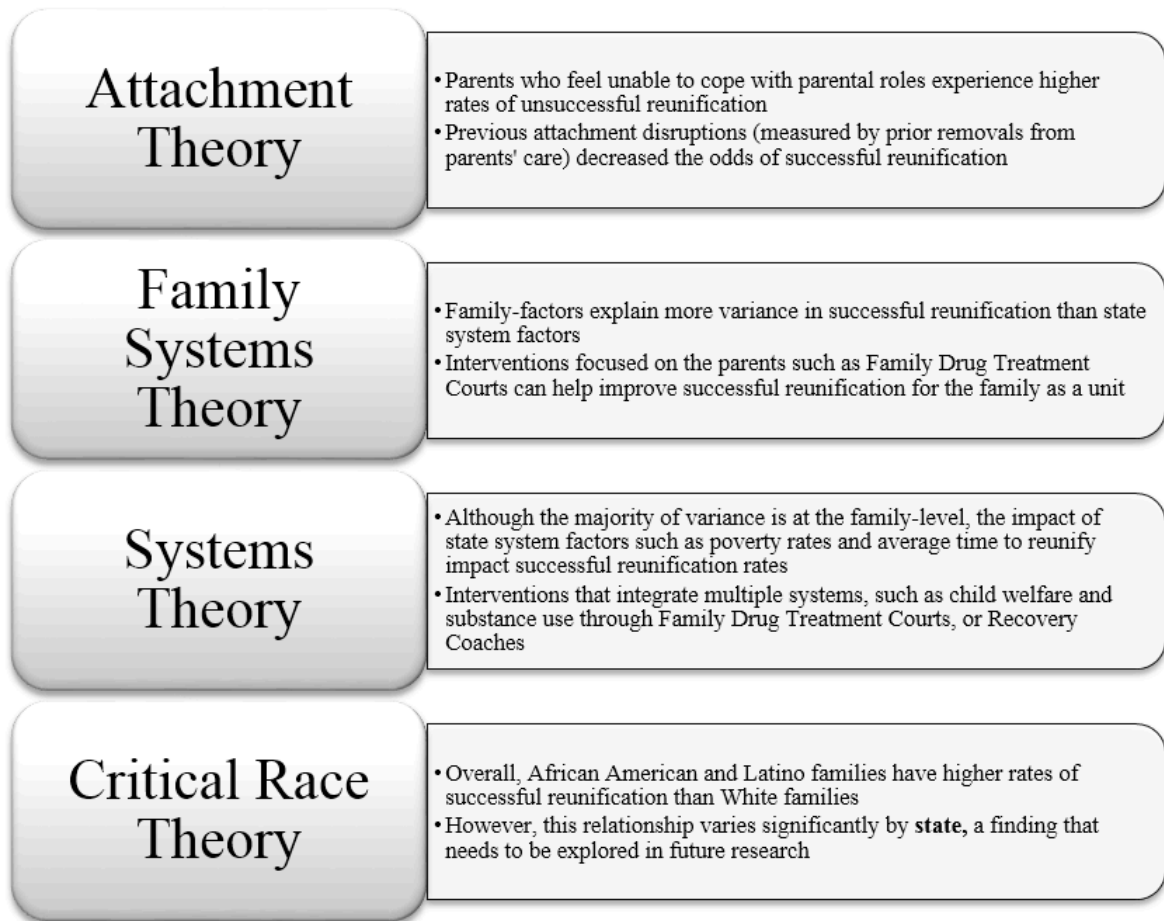 Attachment
Theory
• Parents who feel unable to cope with parental roles experience higher
rates of unsuccessful reunification
• Previous attachment disruptions (measured by prior removals from
parents' care) decreased the odds of successful reunification
Family
Systems
Theory
• Family-factors explain more variance in successful reunification than state
system factors
• Interventions focused on the parents such as Family Drug Treatment
Courts can help improve successful reunification for the family as a unit
Systems
Theory
• Although the majority of variance is at the family-level, the impact of
state system factors such as poverty rates and average time to reunify
impact successful reunification rates
• Interventions that integrate multiple systems, such as child welfare and
substance use through Family Drug Treatment Courts, or Recovery
Coaches
Critical Race
Theory
• Overall, African American and Latino families have higher rates of
successful reunification than White families
• However, this relationship varies significantly by state, a finding that
needs to be explored in future research